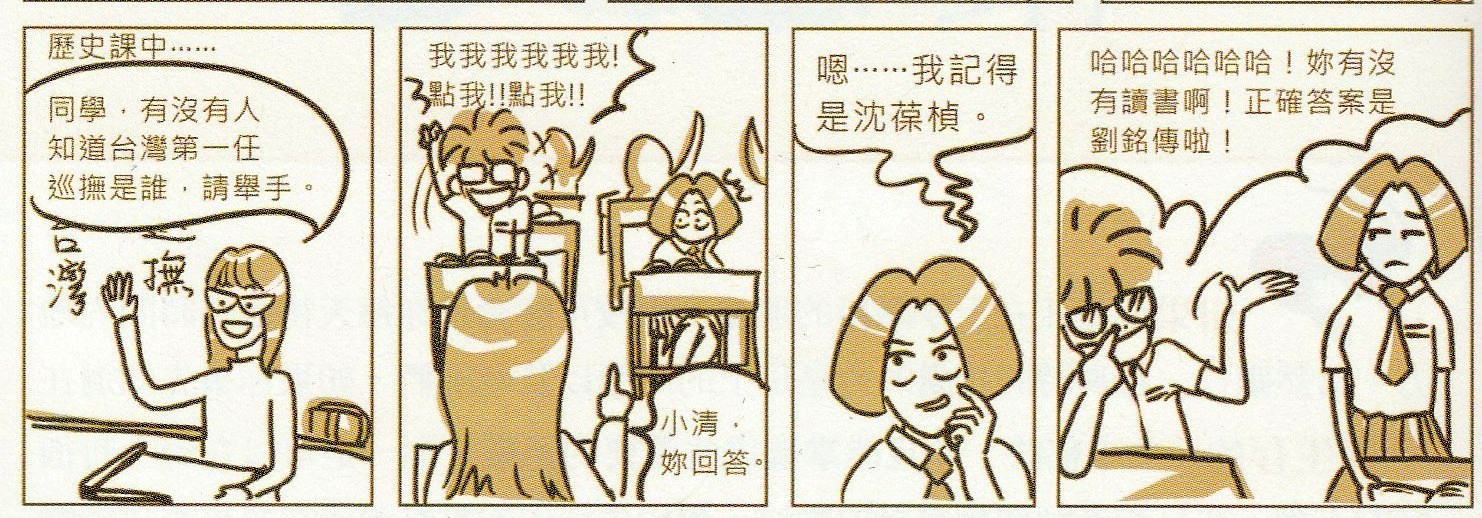 歷史課中……
同學，有沒有人
知道台灣第一任
巡撫是誰，請舉手。
台灣
撫
我我我我我我!
點我!!點我!!
小清，
妳回答。
嗯……我記得
是沈葆楨。
哈哈哈哈哈哈！妳有沒
有讀書啊！正確答案是
劉銘傳啦！